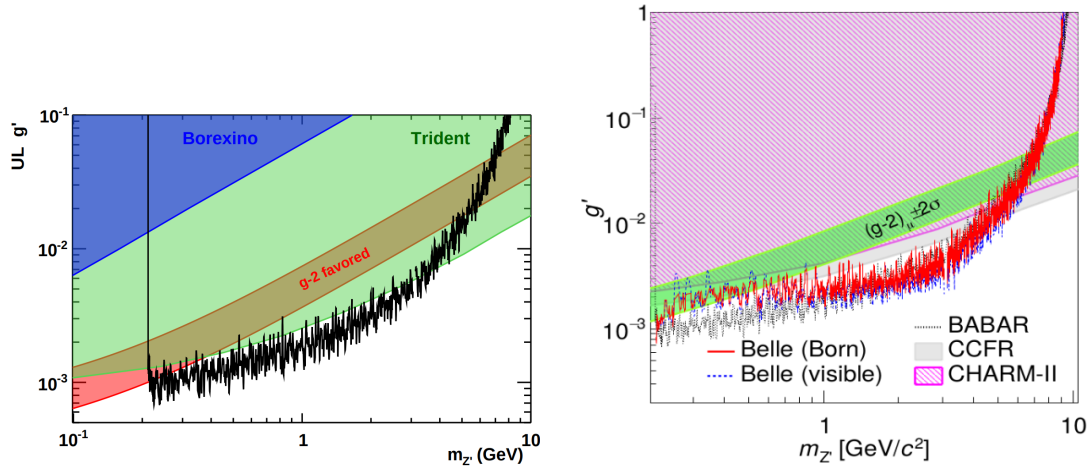 UL g'
10⁻¹
10⁻²
10⁻³
Borexino
Trident
g-2 favored
10⁻¹
1
10
m_Z' (GeV)
g'
1
10⁻¹
10⁻²
10⁻³
(g-2)_μ ±2σ
BABAR
CCFR
CHARM-II
Belle (Born)
Belle (visible)
1
10
m_Z' [GeV/c²]